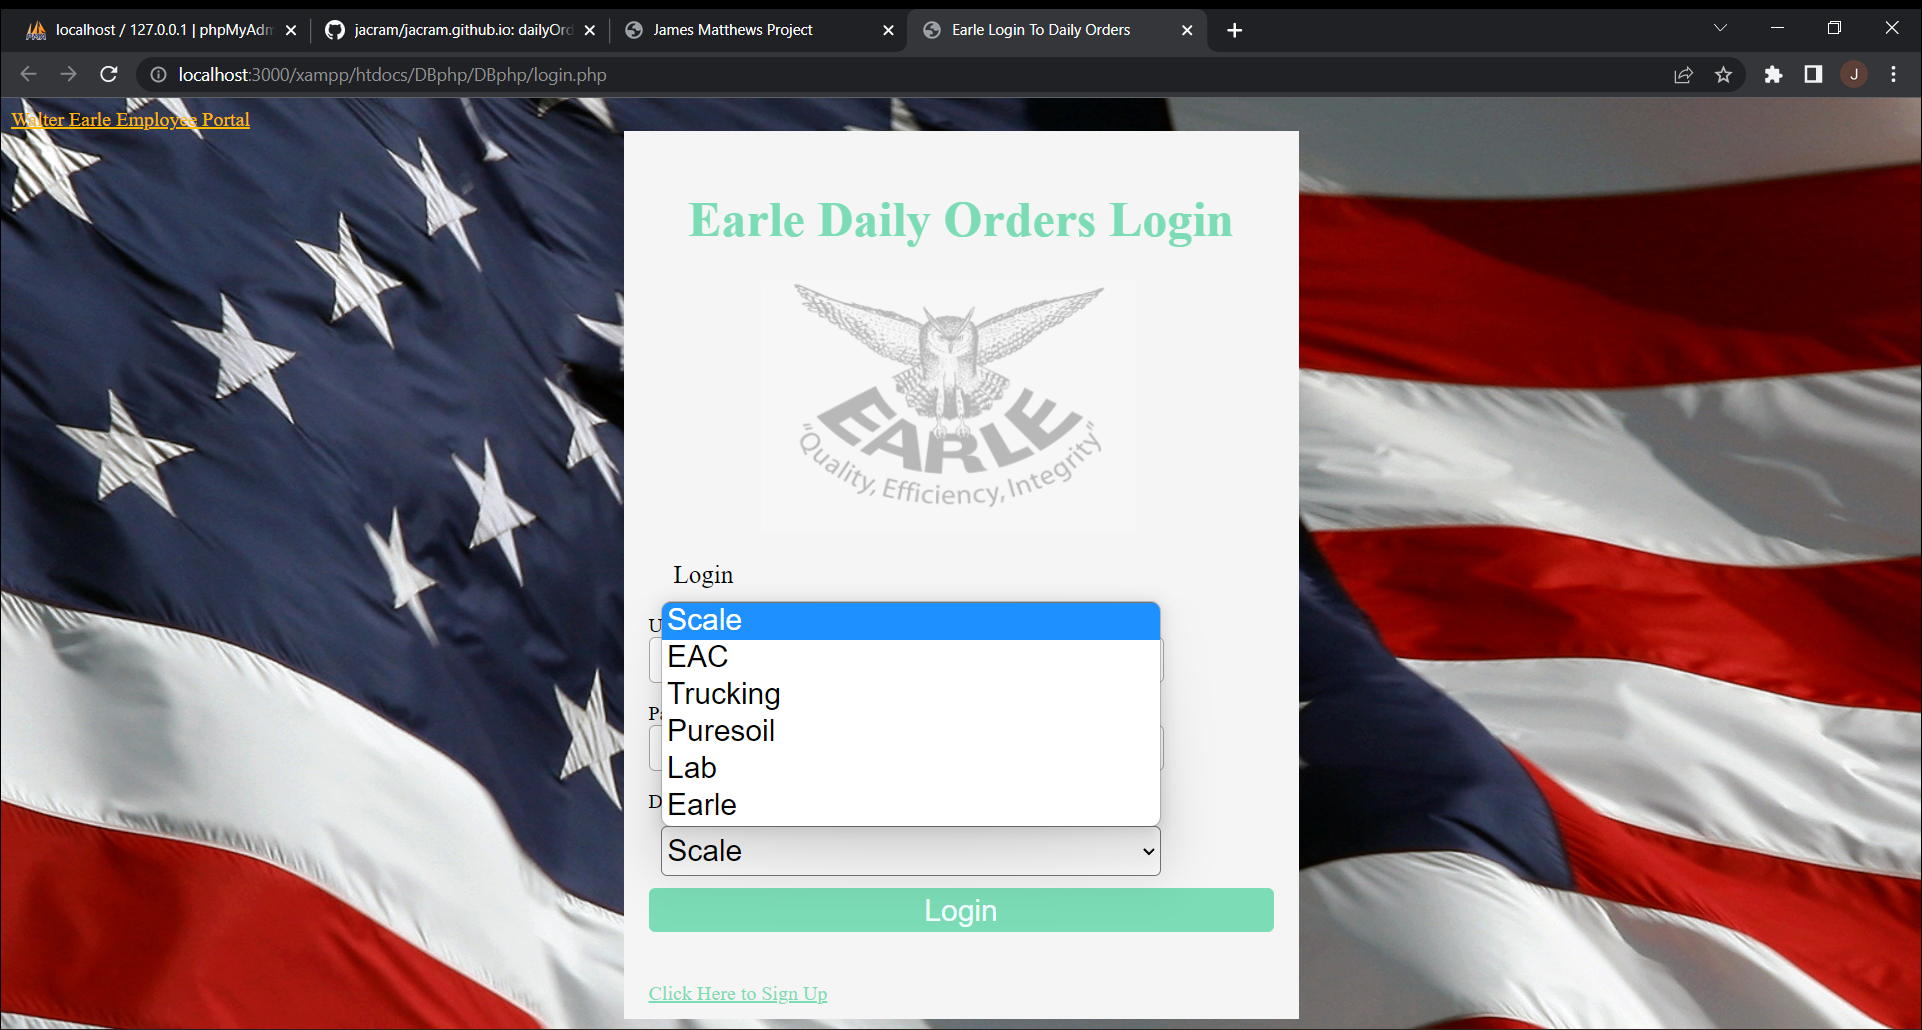 localhost / 127.0.0.1 | phpMyAdm
jacram/jacram.github.io: dailyOrd
James Matthews Project
Earle Login To Daily Orders
localhost:3000/xampp/htdocs/DBphp/DBphp/login.php
J
Walter Earle Employee Portal
Earle Daily Orders Login
EARLE
"Quality, Efficiency, Integrity"
Login
U
Scale
EAC
Trucking
Pa
Puresoil
Lab
D
Earle
Scale
Login
Click Here to Sign Up